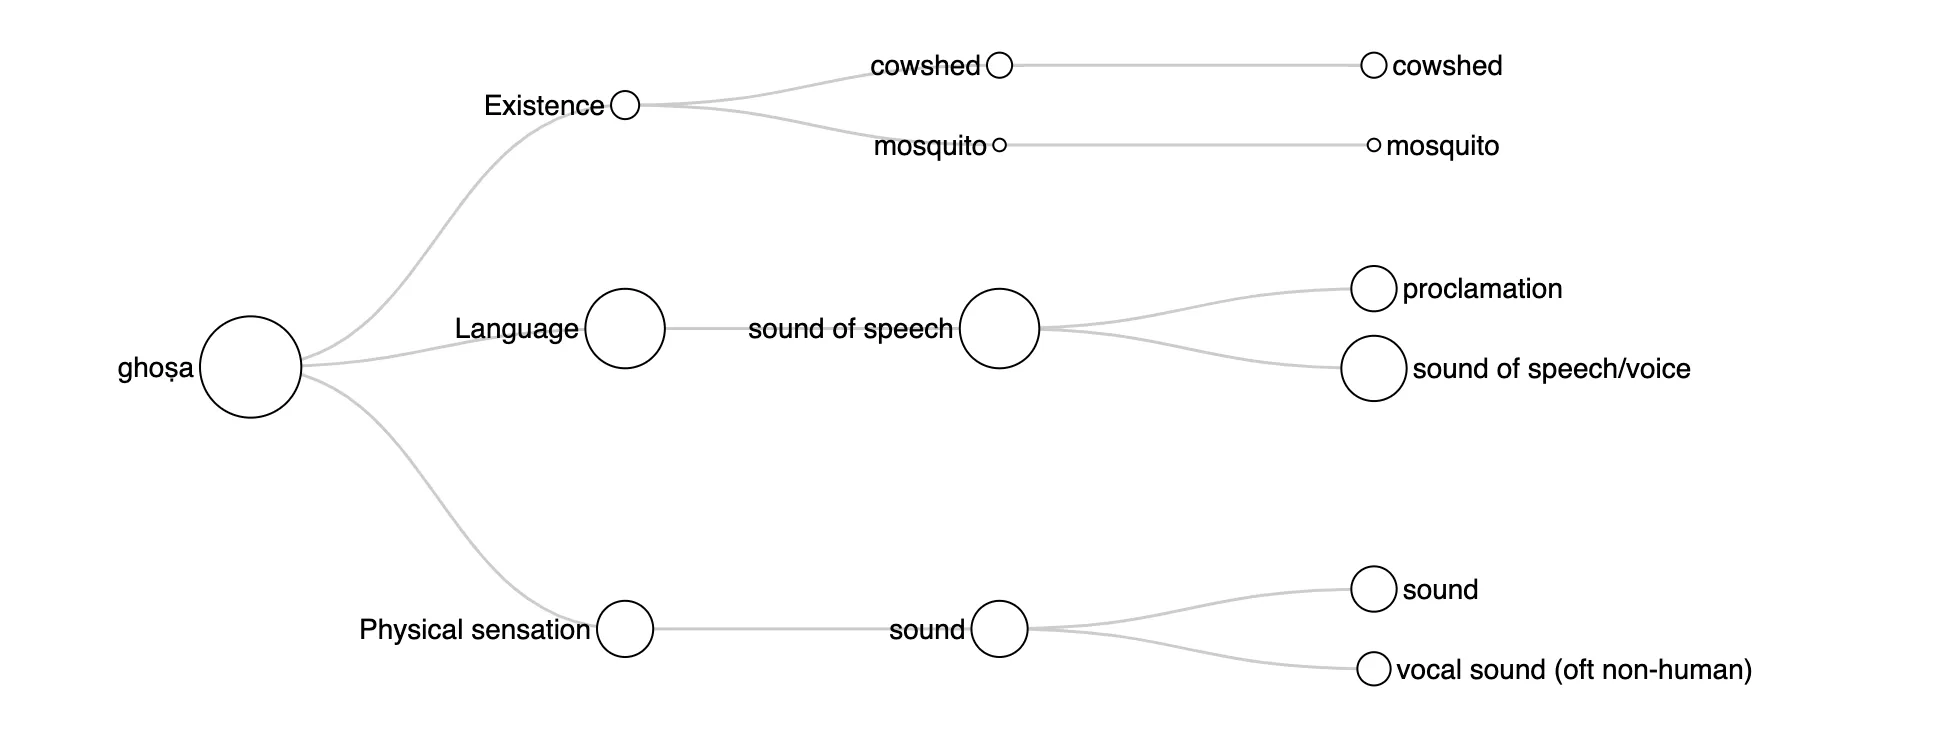 cowshed
cowshed
Existence
mosquito
mosquito
proclamation
Language
sound of speech
sound of speech/voice
ghoṣa
sound
Physical sensation
sound
vocal sound (oft non-human)